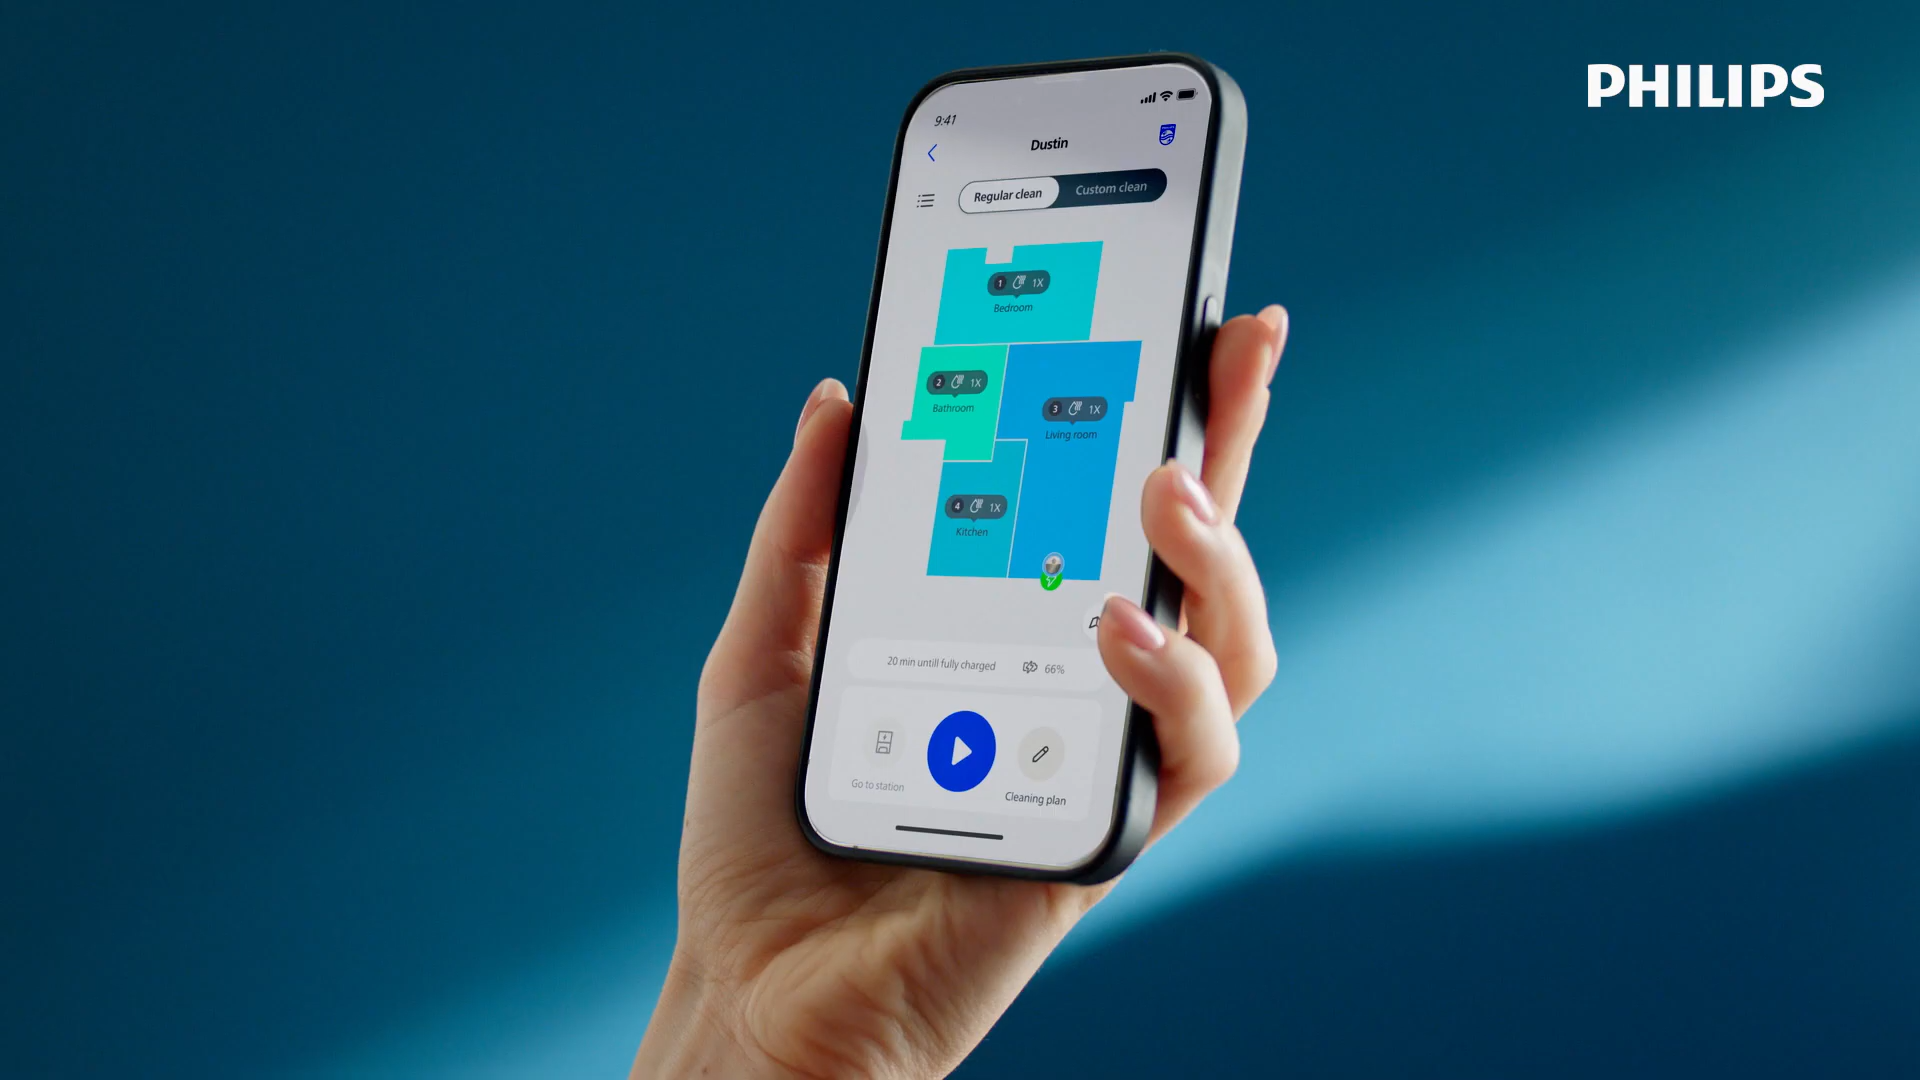 PHILIPS
9:41
Dustin
Regular clean
Custom clean
1 1X
Bedroom
2 1X
Bathroom
3 1X
Living room
4 1X
Kitchen
20 min untill fully charged 66%
Go to station
Cleaning plan